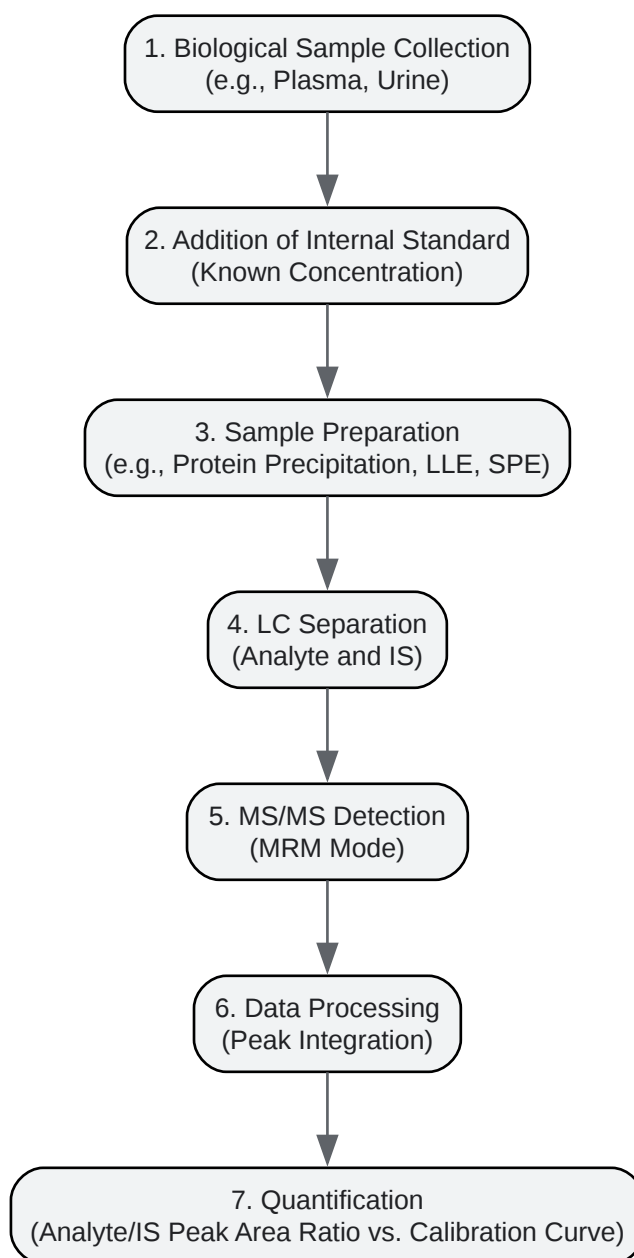 1. Biological Sample Collection
(e.g., Plasma, Urine)
2. Addition of Internal Standard
(Known Concentration)
3. Sample Preparation
(e.g., Protein Precipitation, LLE, SPE)
4. LC Separation
(Analyte and IS)
5. MS/MS Detection
(MRM Mode)
6. Data Processing
(Peak Integration)
7. Quantification
(Analyte/IS Peak Area Ratio vs. Calibration Curve)